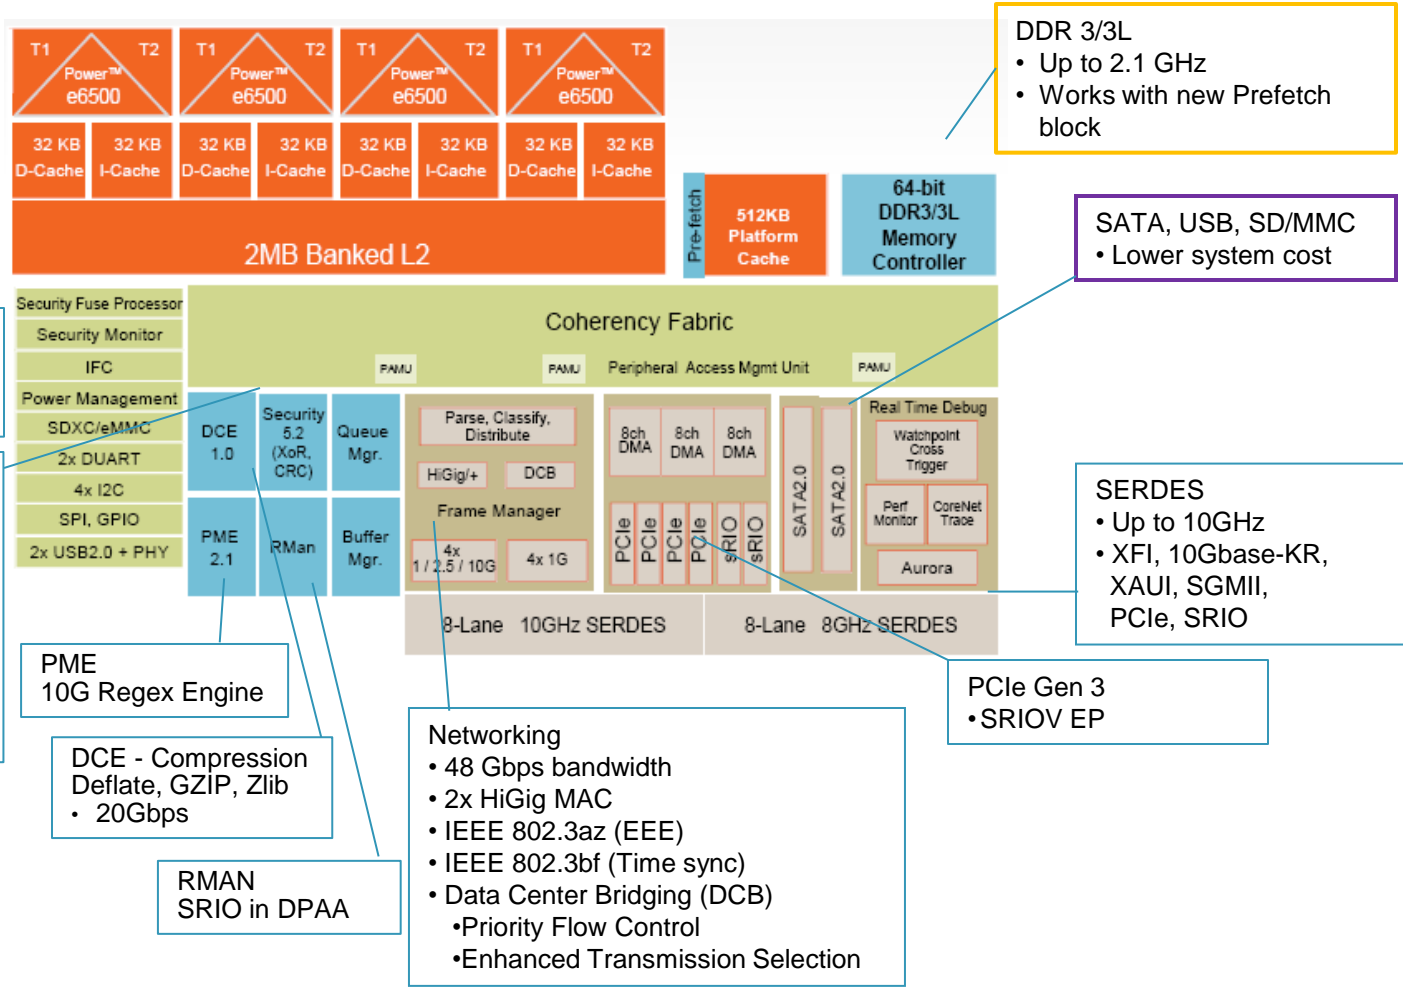 DDR 3/3L
• Up to 2.1 GHz
• Works with new Prefetch
block
T1 T2 T1 T2 T1 T2 T1 T2
Power™ Power™ Power™ Power™
e6500 e6500 e6500 e6500
32 KB 32 KB 32 KB 32 KB 32 KB 32 KB 32 KB 32 KB
D-Cache I-Cache D-Cache I-Cache D-Cache I-Cache D-Cache I-Cache
2MB Banked L2
Pre-fetch
512KB
Platform
Cache
64-bit
DDR3/3L
Memory
Controller
SATA, USB, SD/MMC
• Lower system cost
Security Fuse Processor
Security Monitor
IFC
Power Management
SDXC/eMMC
2x DUART
4x I2C
SPI, GPIO
2x USB2.0 + PHY
Coherency Fabric
PAMU PAMU Peripheral Access Mgmt Unit PAMU
DCE
1.0
Security
5.2
(XoR,
CRC)
Queue
Mgr.
PME
2.1
RMan
Buffer
Mgr.
Parse, Classify,
Distribute
HiGig/+ DCB
Frame Manager
4x
1 / 2.5 / 10G
4x 1G
8ch
DMA
8ch
DMA
8ch
DMA
PCIe
PCIe
PCIe
PCIe
sRIO
sRIO
SATA2.0
SATA2.0
Real Time Debug
Watchpoint
Cross
Trigger
Perf
Monitor
CoreNet
Trace
Aurora
8-Lane 10GHz SERDES
8-Lane 8GHz SERDES
SERDES
• Up to 10GHz
• XFI, 10Gbase-KR,
XAUI, SGMII,
PCIe, SRIO
PME
10G Regex Engine
DCE - Compression
Deflate, GZIP, Zlib
• 20Gbps
RMAN
SRIO in DPAA
Networking
• 48 Gbps bandwidth
• 2x HiGig MAC
• IEEE 802.3az (EEE)
• IEEE 802.3bf (Time sync)
• Data Center Bridging (DCB)
•Priority Flow Control
•Enhanced Transmission Selection
PCIe Gen 3
•SRIOV EP